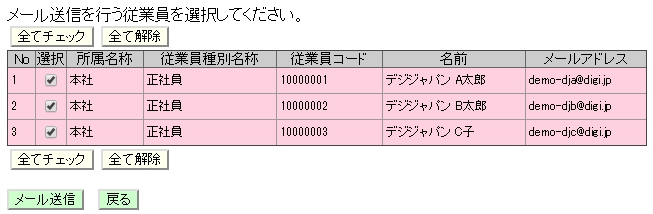 メール送信を行う従業員を選択してください。
全てチェック 全て解除
No 選択 所属名称 従業員種別名称 従業員コード 名前 メールアドレス
1 本社 正社員 10000001 デジジャパン A太郎 demo-dja@digi.jp
2 本社 正社員 10000002 デジジャパン B太郎 demo-djb@digi.jp
3 本社 正社員 10000003 デジジャパン C子 demo-djc@digi.jp
全てチェック 全て解除
メール送信 戻る